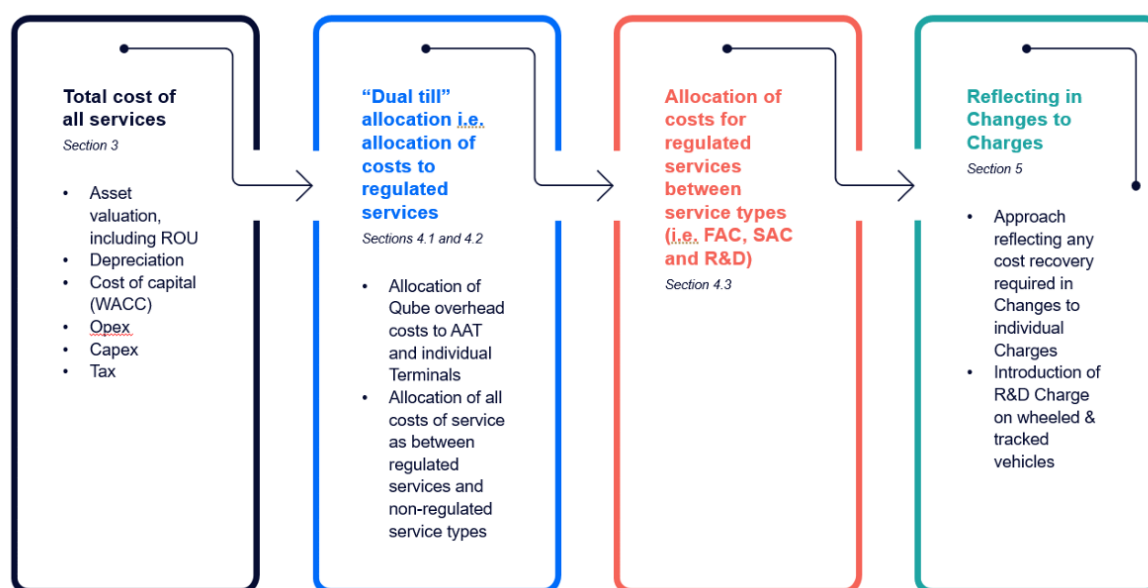 Total cost of
all services
Section 3
• Asset
valuation,
including ROU
• Depreciation
• Cost of capital
(WACC)
• Opex
• Capex
• Tax
“Dual till”
allocation i.e.
allocation of
costs to
regulated
services
Sections 4.1 and 4.2
• Allocation of
Qube overhead
costs to AAT
and individual
Terminals
• Allocation of all
costs of service
as between
regulated
services and
non-regulated
service types
Allocation of
costs for
regulated
services
between
service types
(i.e. FAC, SAC
and R&D)
Section 4.3
Reflecting in
Changes to
Charges
Section 5
• Approach
reflecting any
cost recovery
required in
Changes to
individual
Charges
• Introduction of
R&D Charge
on wheeled &
tracked
vehicles